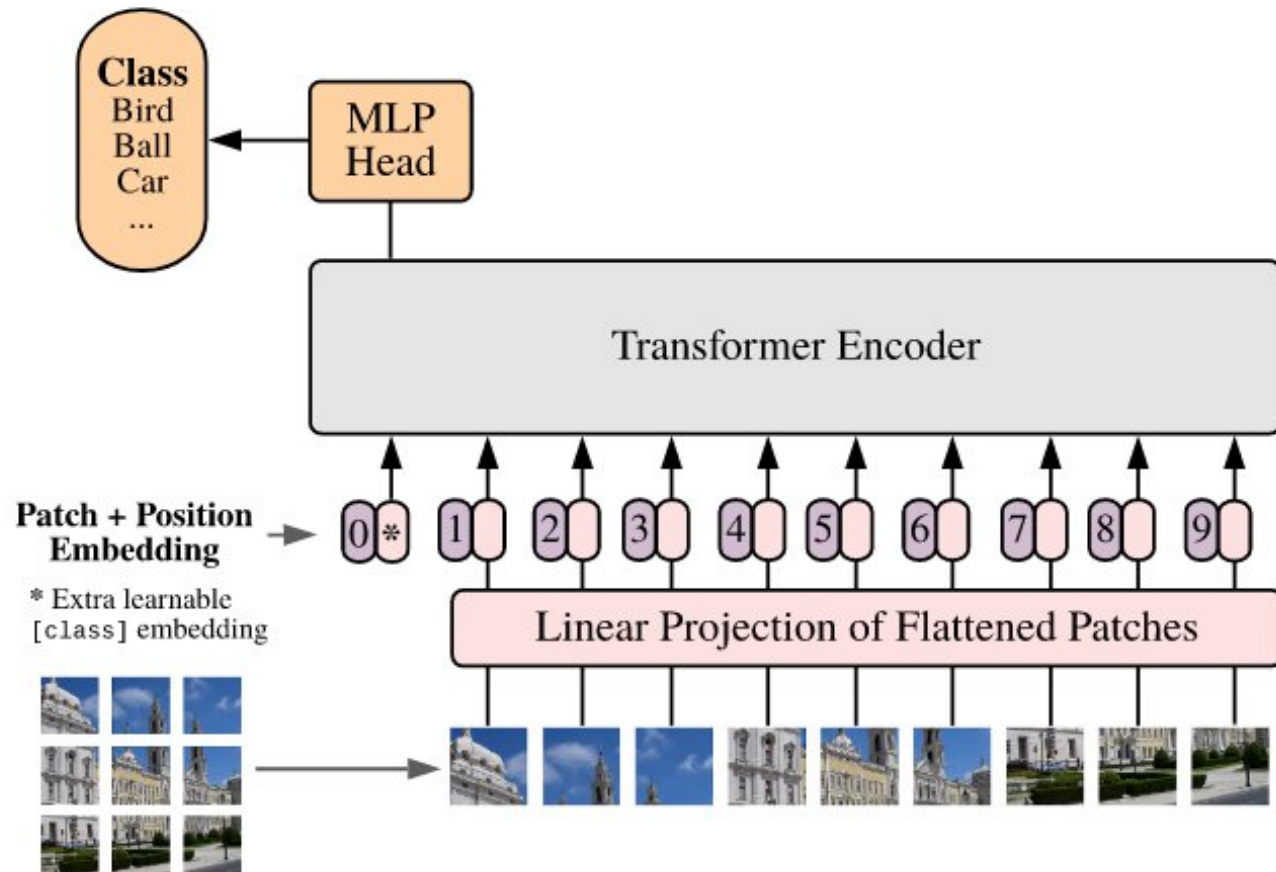 Class
Bird
Ball
Car
...
MLP
Head
Transformer Encoder
Patch + Position
Embedding
0 * 1 2 3 4 5 6 7 8 9
* Extra learnable
[class] embedding
Linear Projection of Flattened Patches